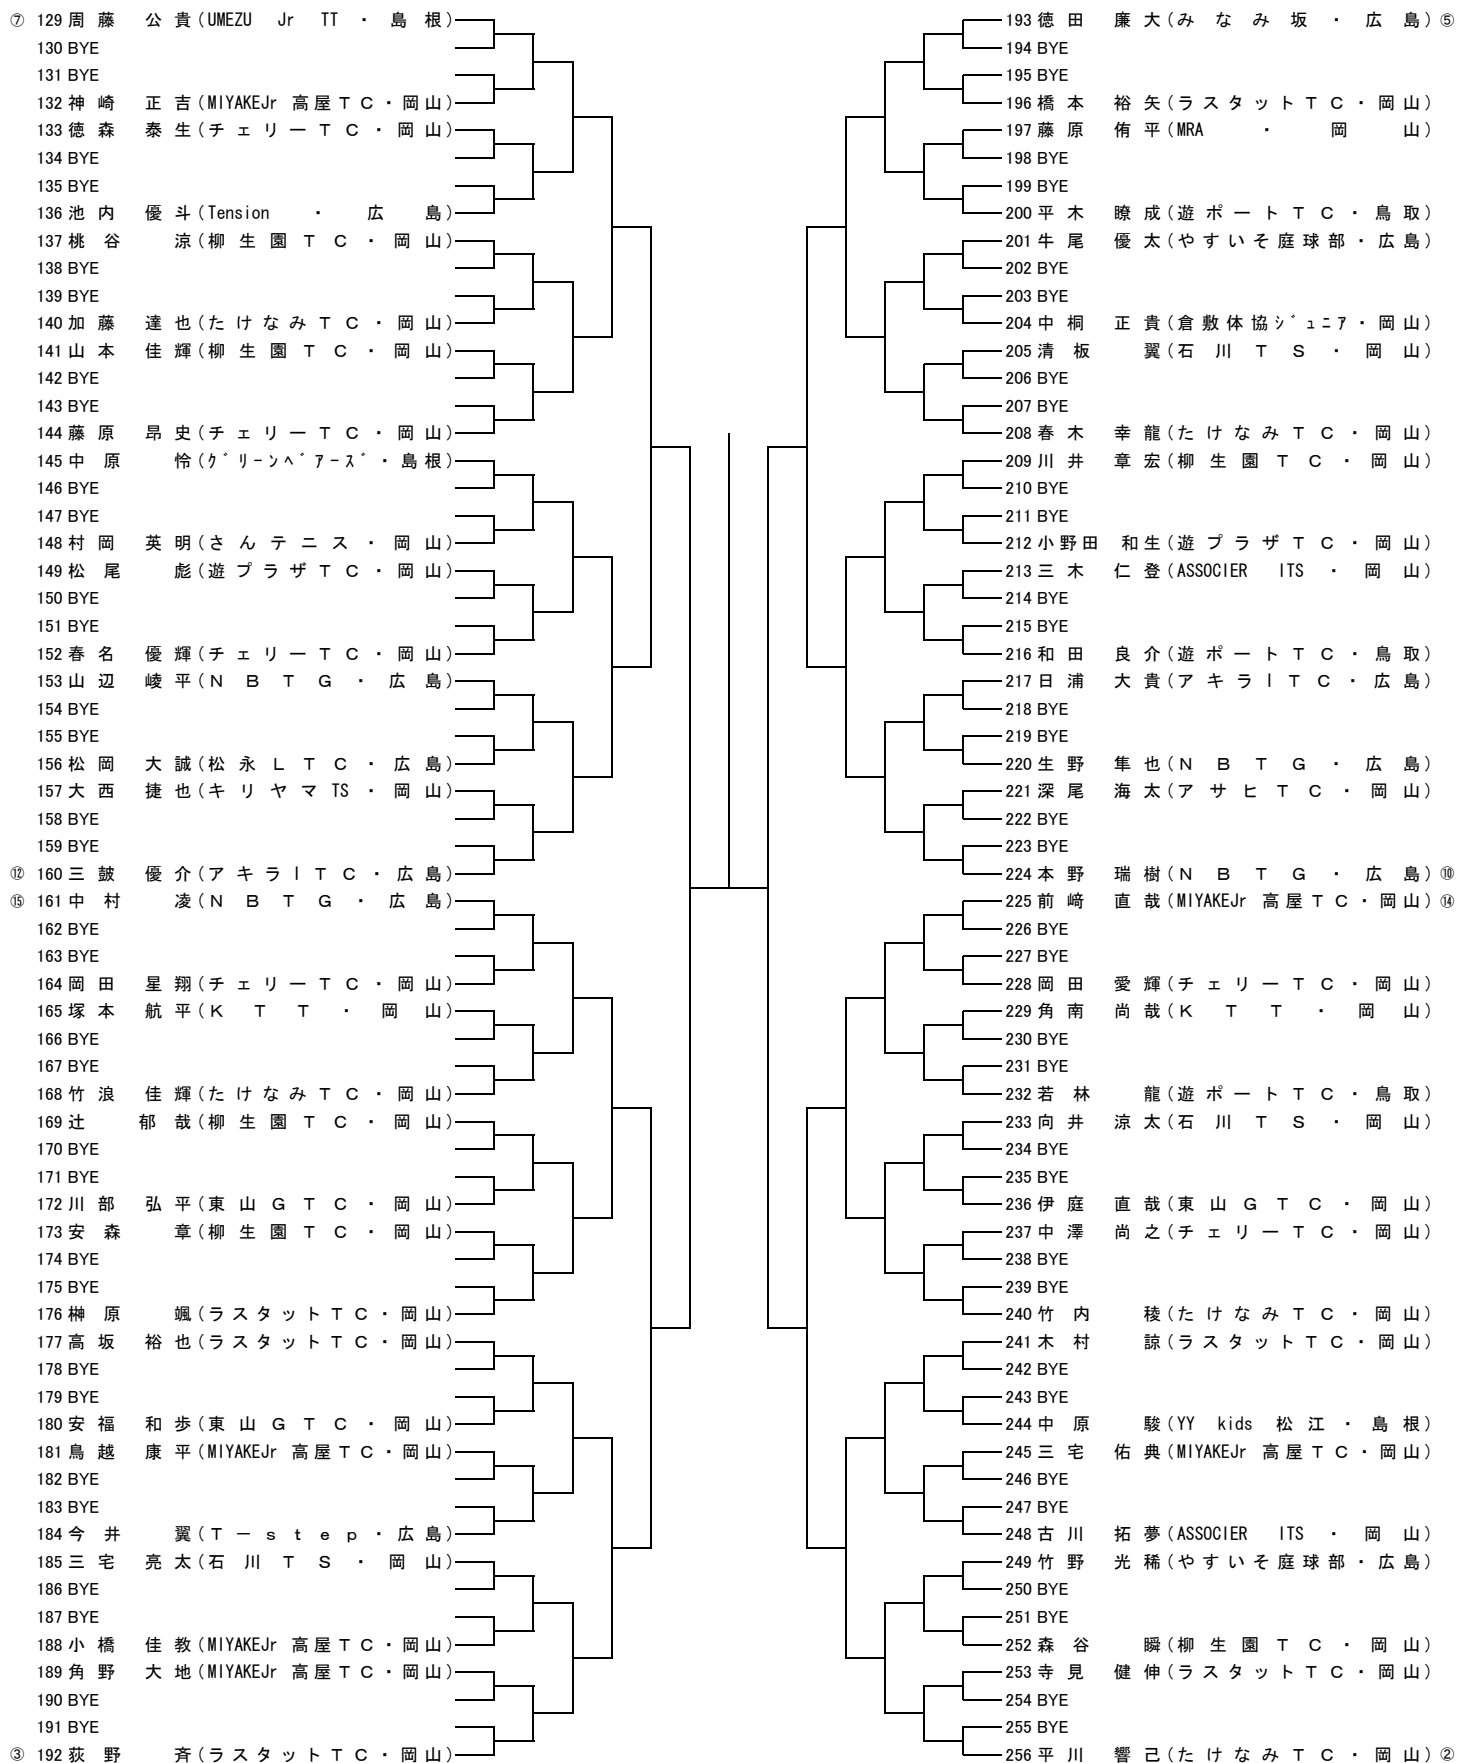 ⑦ 129 周藤 公貴(UMEZU Jr TT ・ 島根)
130 BYE
131 BYE
132 神崎 正吉(MIYAKEJr 高屋TC・岡山)
133 徳森 泰生(チェリーTC・岡山)
134 BYE
135 BYE
136 池内 優斗(Tension ・ 広島)
137 桃谷 涼(柳生園TC・岡山)
138 BYE
139 BYE
140 加藤 達也(たけなみTC・岡山)
141 山本 佳輝(柳生園TC・岡山)
142 BYE
143 BYE
144 藤原 昂史(チェリーTC・岡山)
145 中原 怜(グリーンベアーズ・島根)
146 BYE
147 BYE
148 村岡 英明(さんテニス・岡山)
149 松尾 彪(遊プラザTC・岡山)
150 BYE
151 BYE
152 春名 優輝(チェリーTC・岡山)
153 山辺 崚平(NBTG・広島)
154 BYE
155 BYE
156 松岡 大誠(松永LTC・広島)
157 大西 捷也(キリヤマTS・岡山)
158 BYE
159 BYE
⑫ 160 三皷 優介(アキラITC・広島)
⑮ 161 中村 凌(NBTG・広島)
162 BYE
163 BYE
164 岡田 星翔(チェリーTC・岡山)
165 塚本 航平(KTT・岡山)
166 BYE
167 BYE
168 竹浪 佳輝(たけなみTC・岡山)
169 辻 郁哉(柳生園TC・岡山)
170 BYE
171 BYE
172 川部 弘平(東山GTC・岡山)
173 安森 章(柳生園TC・岡山)
174 BYE
175 BYE
176 榊原 颯(ラスタットTC・岡山)
177 高坂 裕也(ラスタットTC・岡山)
178 BYE
179 BYE
180 安福 和歩(東山GTC・岡山)
181 鳥越 康平(MIYAKEJr 高屋TC・岡山)
182 BYE
183 BYE
184 今井 翼(T－step・広島)
185 三宅 亮太(石川TS・岡山)
186 BYE
187 BYE
188 小橋 佳教(MIYAKEJr 高屋TC・岡山)
189 角野 大地(MIYAKEJr 高屋TC・岡山)
190 BYE
191 BYE
③ 192 荻野 斉(ラスタットTC・岡山)
193 徳田 廉大(みなみ坂・広島) ⑤
194 BYE
195 BYE
196 橋本 裕矢(ラスタットTC・岡山)
197 藤原 侑平(MRA ・ 岡山)
198 BYE
199 BYE
200 平木 瞭成(遊ポートTC・鳥取)
201 牛尾 優太(やすいそ庭球部・広島)
202 BYE
203 BYE
204 中桐 正貴(倉敷体協ジュニア・岡山)
205 清板 翼(石川TS・岡山)
206 BYE
207 BYE
208 春木 幸龍(たけなみTC・岡山)
209 川井 章宏(柳生園TC・岡山)
210 BYE
211 BYE
212 小野田 和生(遊プラザTC・岡山)
213 三木 仁登(ASSOCIER ITS ・ 岡山)
214 BYE
215 BYE
216 和田 良介(遊ポートTC・鳥取)
217 日浦 大貴(アキラITC・広島)
218 BYE
219 BYE
220 生野 隼也(NBTG・広島)
221 深尾 海太(アサヒTC・岡山)
222 BYE
223 BYE
224 本野 瑞樹(NBTG・広島) ⑩
225 前﨑 直哉(MIYAKEJr 高屋TC・岡山) ⑭
226 BYE
227 BYE
228 岡田 愛輝(チェリーTC・岡山)
229 角南 尚哉(KTT・岡山)
230 BYE
231 BYE
232 若林 龍(遊ポートTC・鳥取)
233 向井 涼太(石川TS・岡山)
234 BYE
235 BYE
236 伊庭 直哉(東山GTC・岡山)
237 中澤 尚之(チェリーTC・岡山)
238 BYE
239 BYE
240 竹内 稜(たけなみTC・岡山)
241 木村 諒(ラスタットTC・岡山)
242 BYE
243 BYE
244 中原 駿(YY kids 松江・島根)
245 三宅 佑典(MIYAKEJr 高屋TC・岡山)
246 BYE
247 BYE
248 古川 拓夢(ASSOCIER ITS ・ 岡山)
249 竹野 光稀(やすいそ庭球部・広島)
250 BYE
251 BYE
252 森谷 瞬(柳生園TC・岡山)
253 寺見 健伸(ラスタットTC・岡山)
254 BYE
255 BYE
256 平川 響己(たけなみTC・岡山) ②